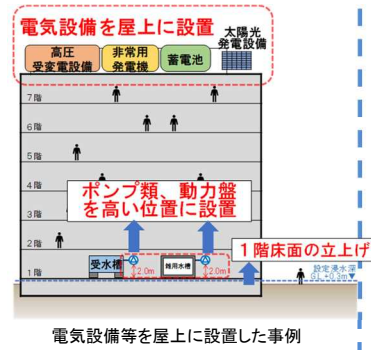 電気設備を屋上に設置
太陽光
発電設備
高圧
受変電設備
非常用
発電機
蓄電池
7階
6階
5階
4階
3階
2階
1階
ポンプ類、動力盤
を高い位置に設置
1階床面の立上げ
受水槽
2.0m
雑用水槽
2.0m
設定浸水深
GL+0.3m▼
電気設備等を屋上に設置した事例